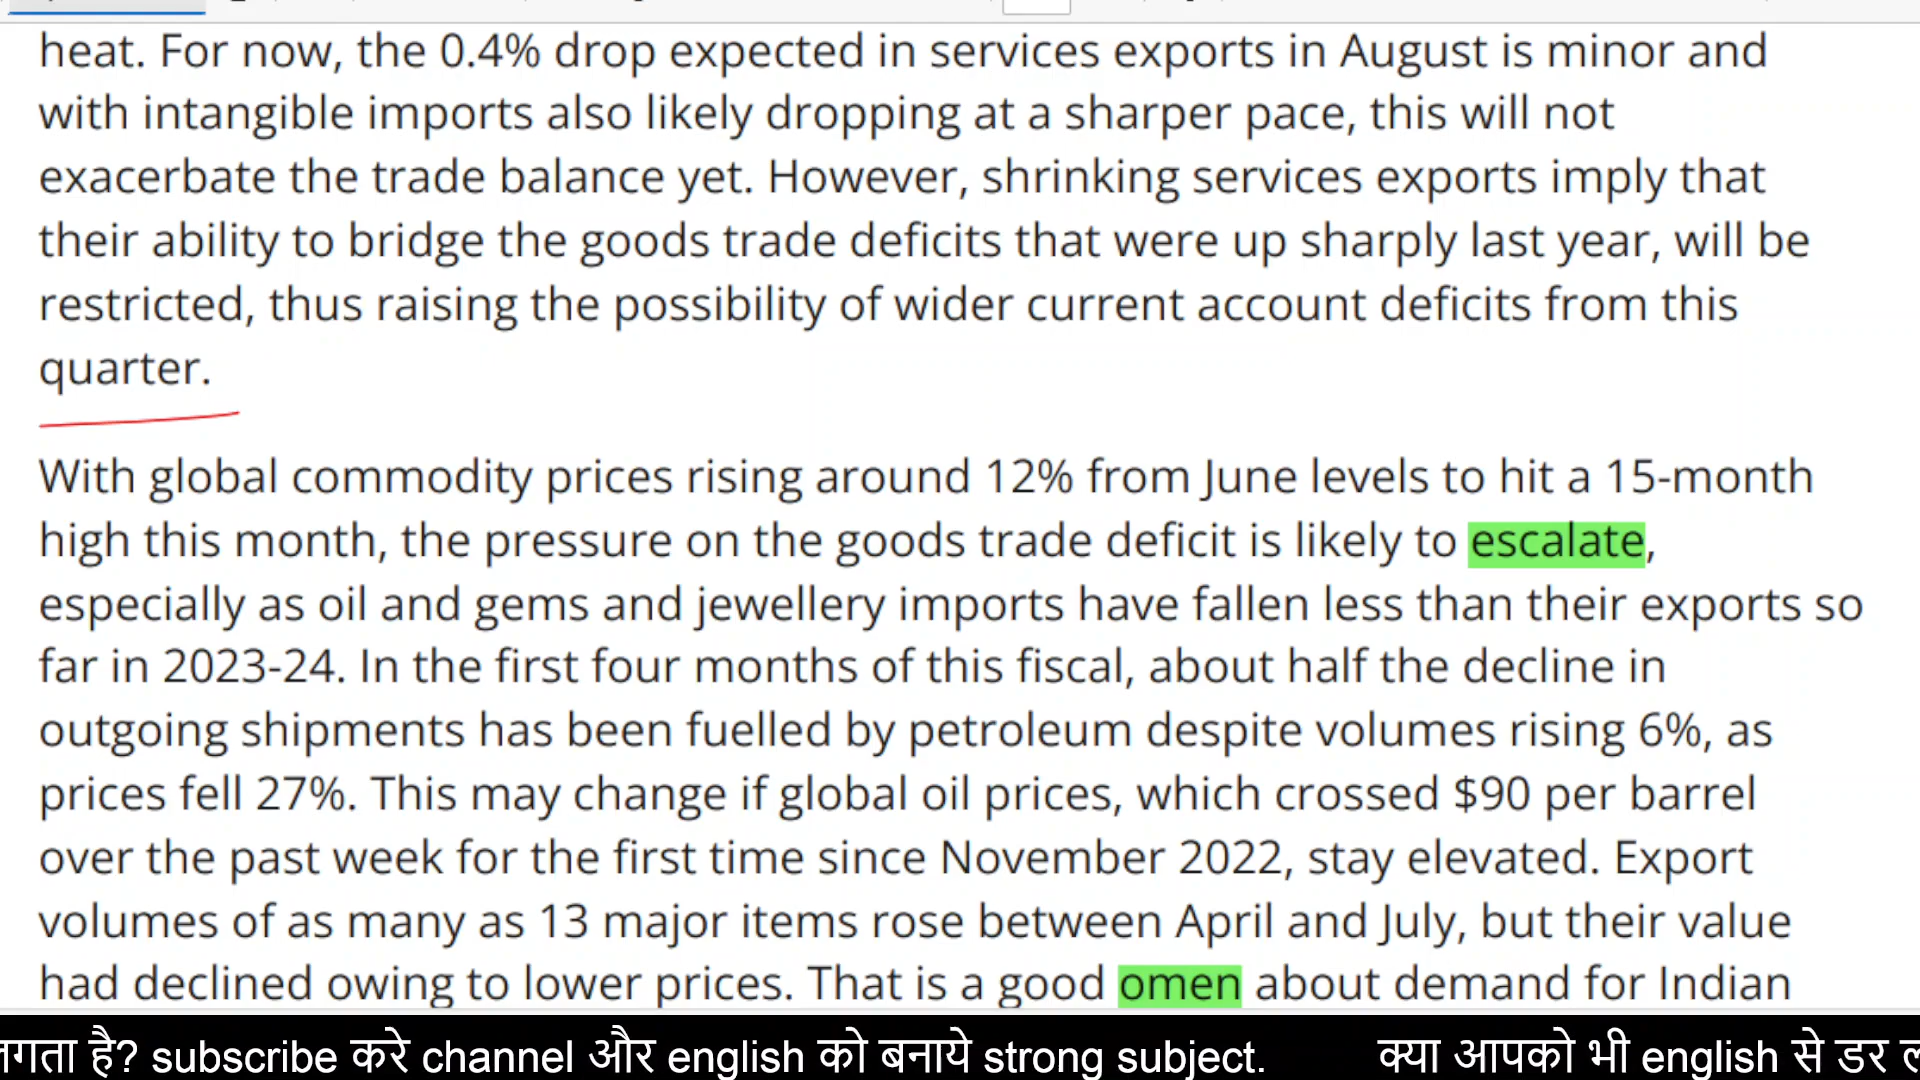 heat. For now, the 0.4% drop expected in services exports in August is minor and
with intangible imports also likely dropping at a sharper pace, this will not
exacerbate the trade balance yet. However, shrinking services exports imply that
their ability to bridge the goods trade deficits that were up sharply last year, will be
restricted, thus raising the possibility of wider current account deficits from this
quarter.
With global commodity prices rising around 12% from June levels to hit a 15-month
high this month, the pressure on the goods trade deficit is likely to escalate,
especially as oil and gems and jewellery imports have fallen less than their exports so
far in 2023-24. In the first four months of this fiscal, about half the decline in
outgoing shipments has been fuelled by petroleum despite volumes rising 6%, as
prices fell 27%. This may change if global oil prices, which crossed $90 per barrel
over the past week for the first time since November 2022, stay elevated. Export
volumes of as many as 13 major items rose between April and July, but their value
had declined owing to lower prices. That is a good omen about demand for Indian
है? subscribe करे channel और english को बनाये strong subject. क्या आपको भी english से डर